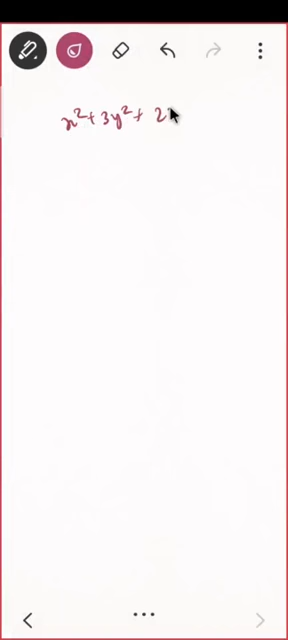 x² + 3y² + 2